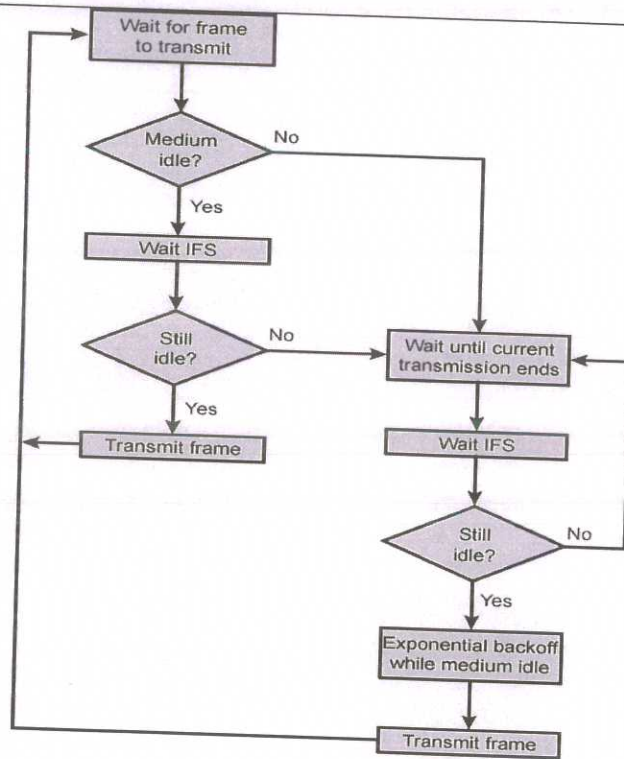 Wait for frame
to transmit
Medium
idle?
No
Yes
Wait IFS
Still
idle?
No
Yes
Transmit frame
Wait until current
transmission ends
Wait IFS
Still
idle?
No
Yes
Exponential backoff
while medium idle
Transmit frame